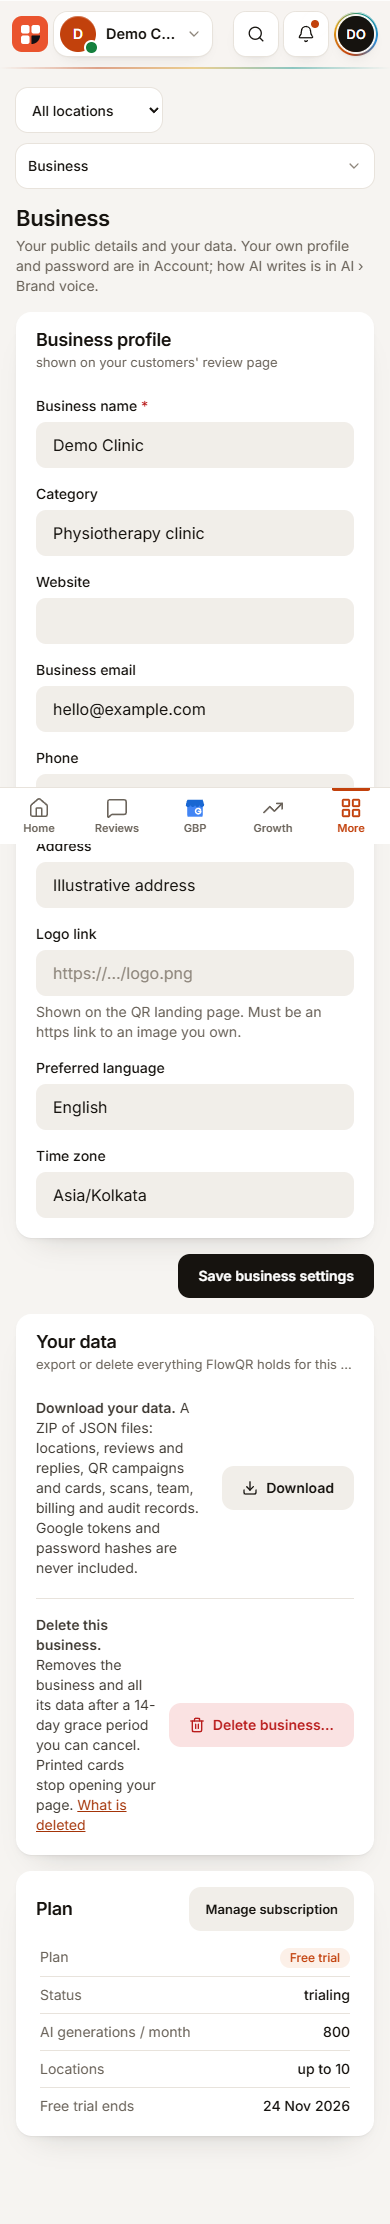 D
Demo C...
DO
All locations
Business
Business
Your public details and your data. Your own profile
and password are in Account; how AI writes is in AI ›
Brand voice.
Business profile
shown on your customers' review page
Business name *
Demo Clinic
Category
Physiotherapy clinic
Website
Business email
hello@example.com
Phone
Home
Reviews
G
GBP
Growth
More
Address
Illustrative address
Logo link
https://.../logo.png
Shown on the QR landing page. Must be an
https link to an image you own.
Preferred language
English
Time zone
Asia/Kolkata
Save business settings
Your data
export or delete everything FlowQR holds for this ...
Download your data. A
ZIP of JSON files:
locations, reviews and
replies, QR campaigns
and cards, scans, team,
billing and audit records.
Google tokens and
password hashes are
never included.
Download
Delete this
business.
Removes the
business and all
its data after a 14-
day grace period
you can cancel.
Printed cards
stop opening your
page. What is
deleted
Delete business...
Plan
Manage subscription
Plan
Free trial
Status
trialing
AI generations / month
800
Locations
up to 10
Free trial ends
24 Nov 2026